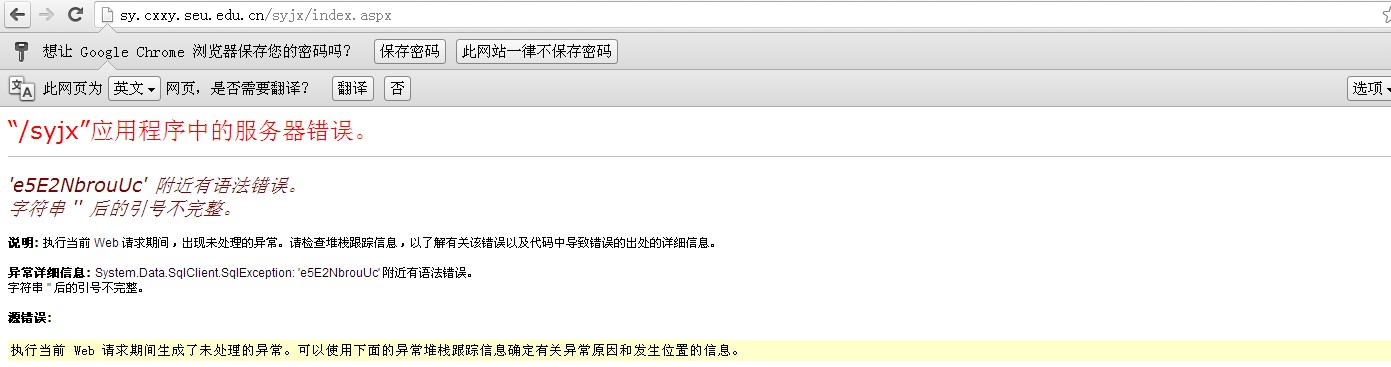 sy.cxxy.seu.edu.cn/syjx/index.aspx
想让 Google Chrome 浏览器保存您的密码吗？ 保存密码 此网站一律不保存密码
此网页为 英文 网页，是否需要翻译？ 翻译 否 选项
“/syjx”应用程序中的服务器错误。
'e5E2NbrouUc' 附近有语法错误。
字符串 '' 后的引号不完整。
说明: 执行当前 Web 请求期间，出现未处理的异常。请检查堆栈跟踪信息，以了解有关该错误以及代码中导致错误的出处的详细信息。
异常详细信息: System.Data.SqlClient.SqlException: 'e5E2NbrouUc' 附近有语法错误。
字符串 '' 后的引号不完整。
源错误:
执行当前 Web 请求期间生成了未处理的异常。可以使用下面的异常堆栈跟踪信息确定有关异常原因和发生位置的信息。